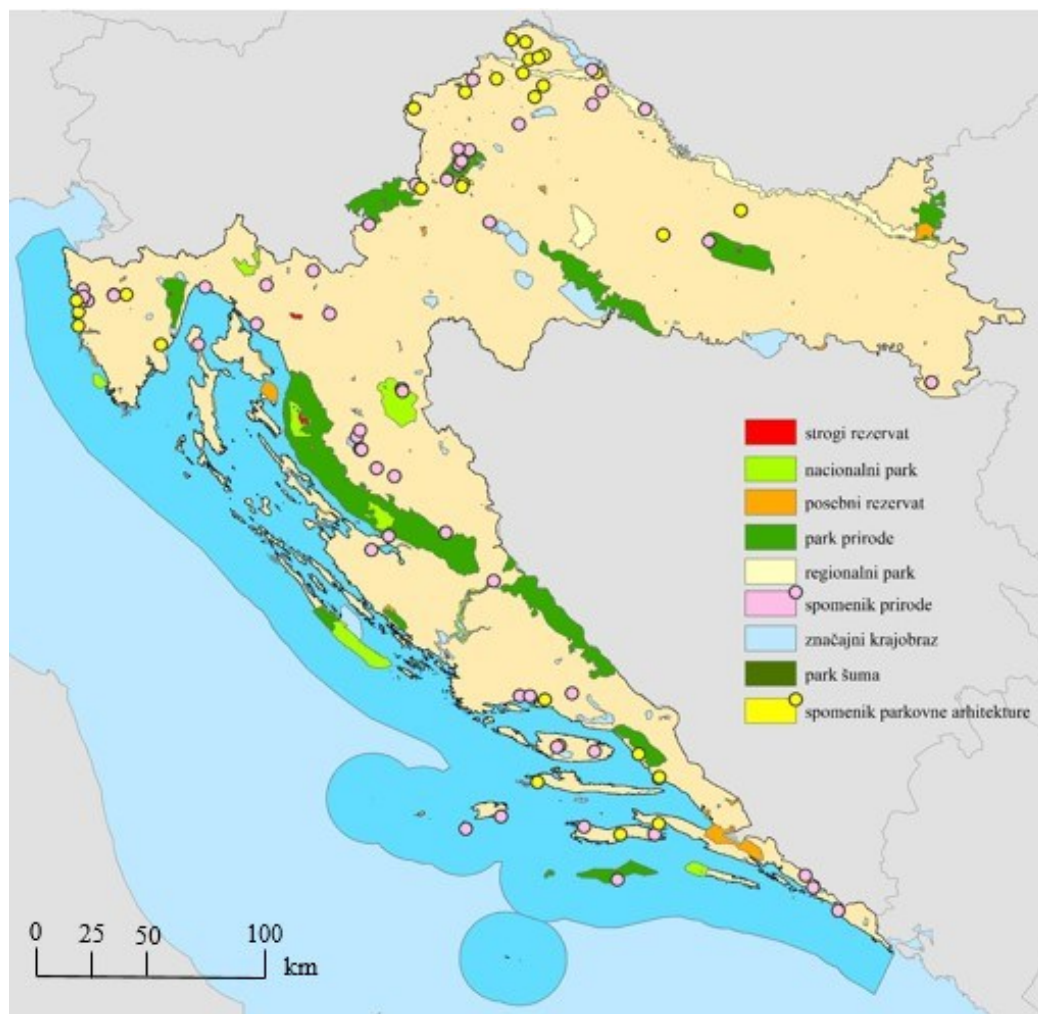 strogi rezervat
nacionalni park
posebni rezervat
park prirode
regionalni park
spomenik prirode
značajni krajobraz
park šuma
spomenik parkovne arhitekture
0 25 50 100
km